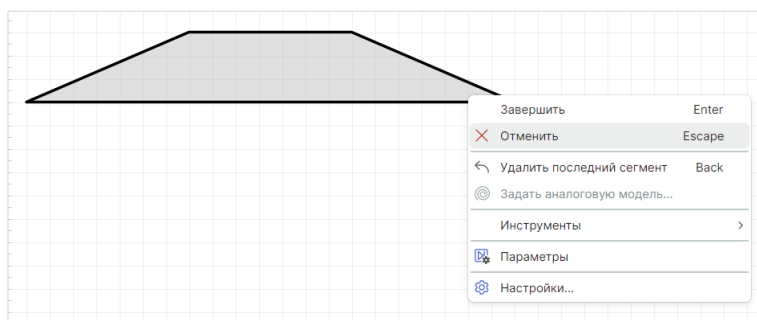 Завершить Enter
Отменить Escape
Удалить последний сегмент Back
Задать аналоговую модель...
Инструменты
Параметры
Настройки...